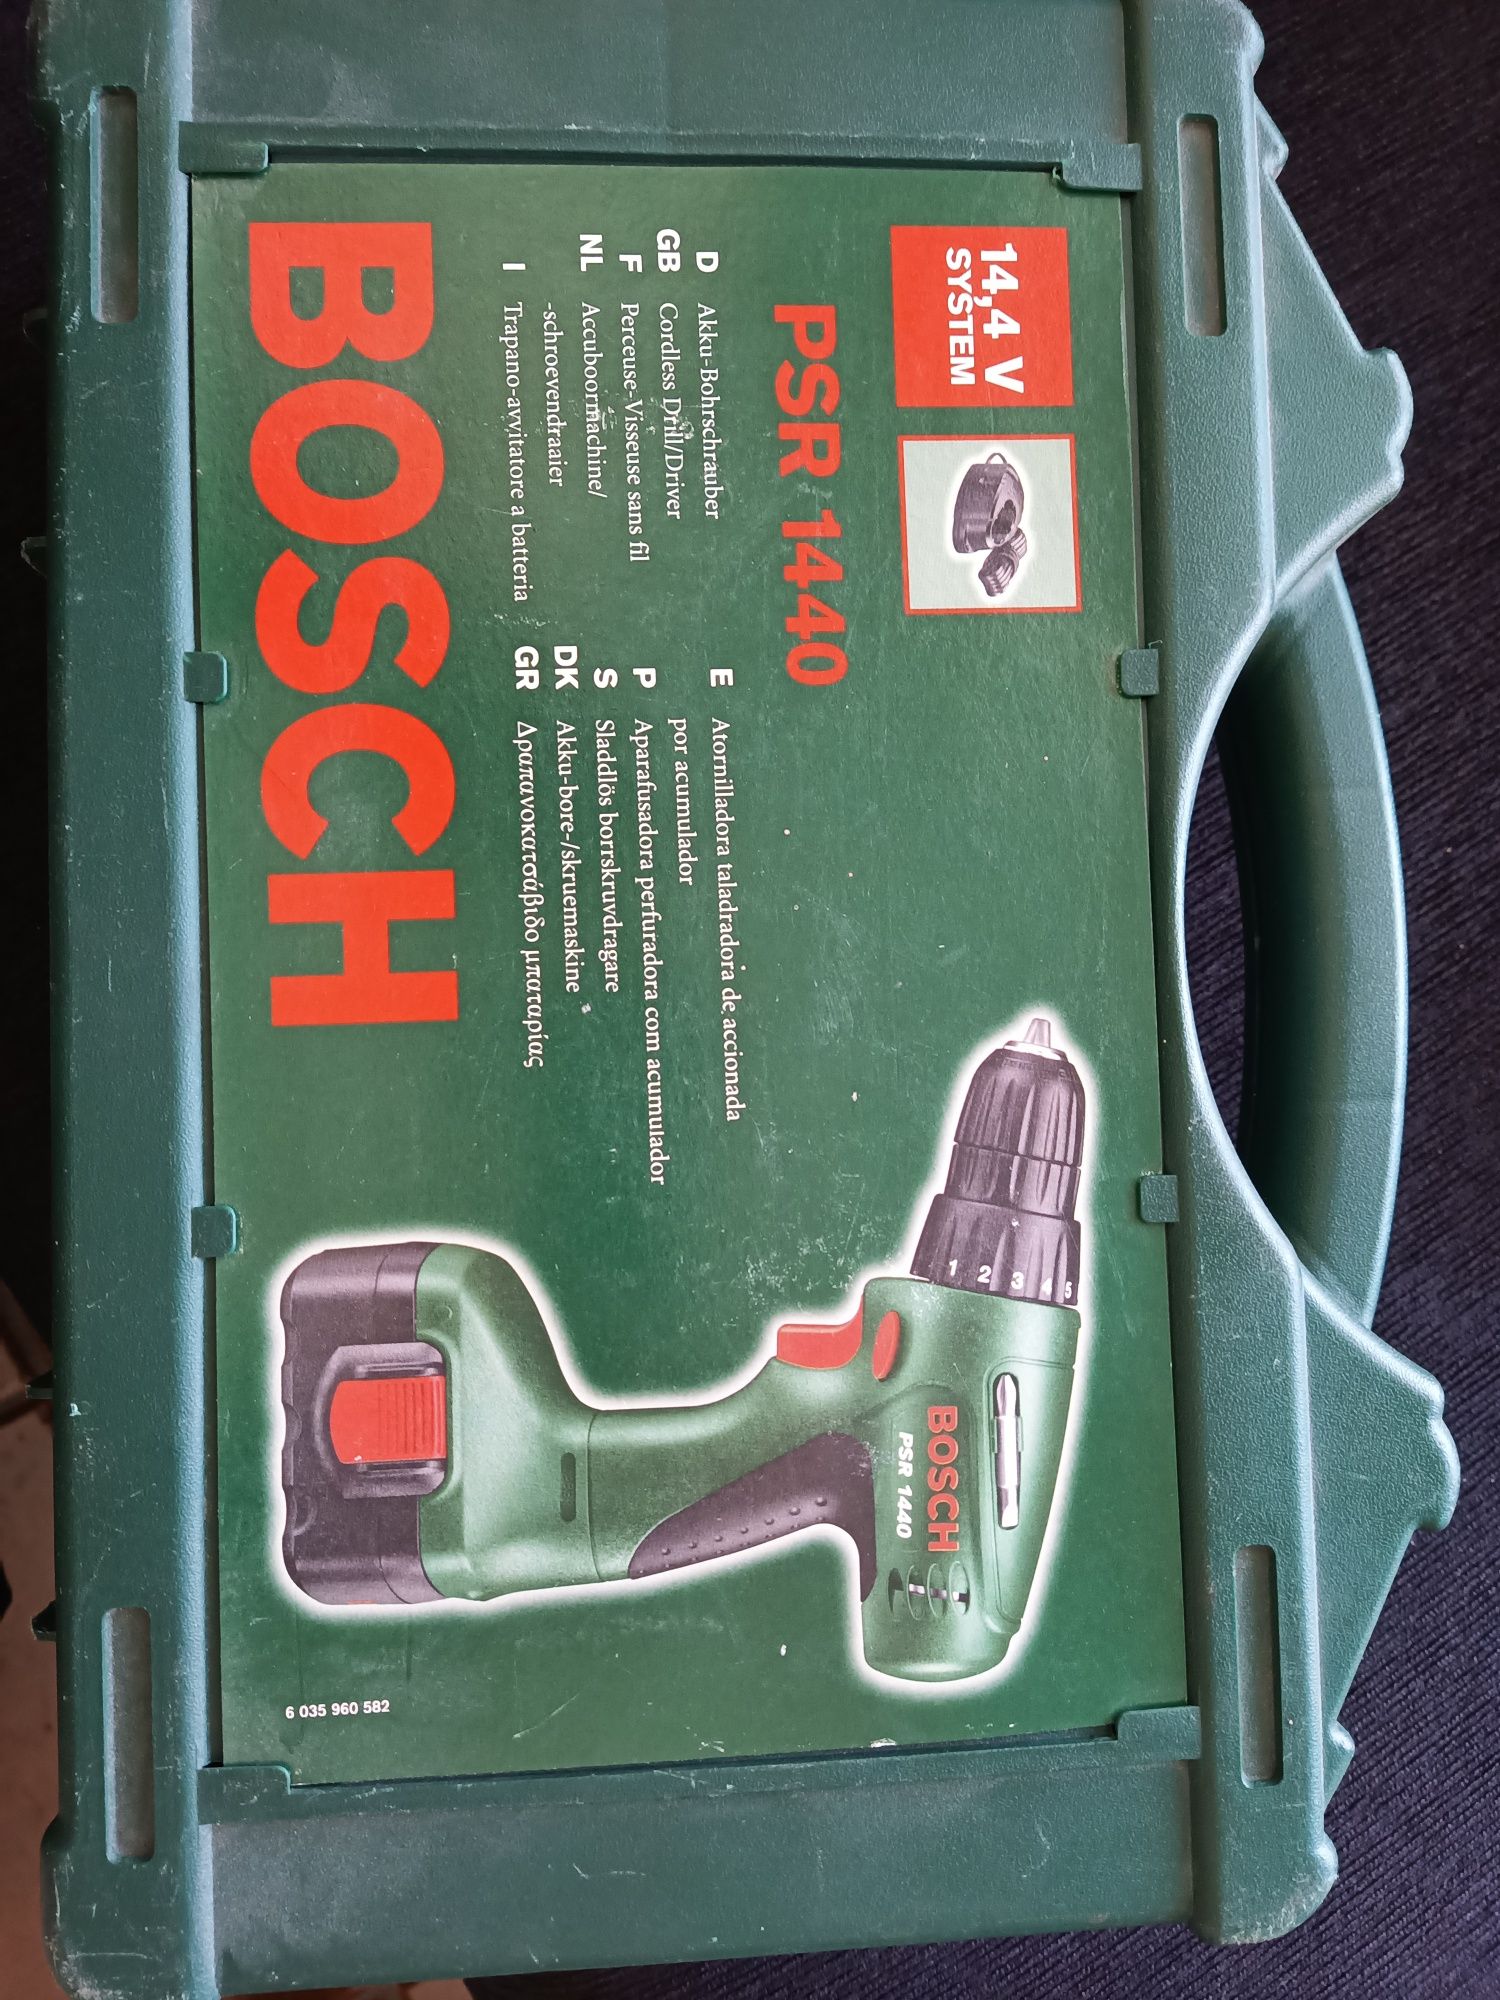 14,4 V
SYSTEM
PSR 1440
D Akku-Bohrschrauber
GB Cordless Drill/Driver
F Perceuse-Visseuse sans fil
NL Accuboormachine/
-schroevendraaier
I Trapano-avvitatore a batteria
E Atornilladora taladradora de accionada
por acumulador
P Aparafusadora perfuradora com acumulador
S Sladdlös borrskruvdragare
DK Akku-bore-/skruemaskine
GR Δραπανοκατσάβιδο μπαταρίας
BOSCH
1 2 3 4 5
BOSCH
PSR 1440
6 035 960 582